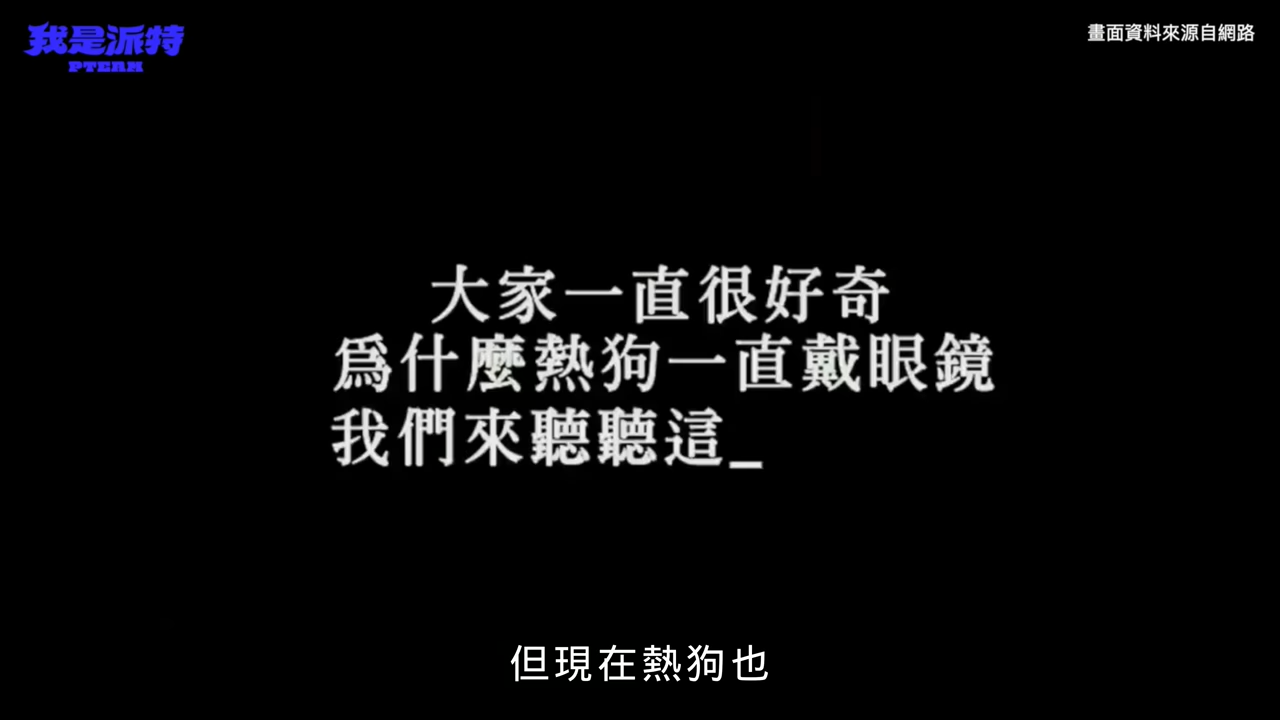 我是派特
PTERM
畫面資料來源自網路
大家一直很好奇
為什麼熱狗一直戴眼鏡
我們來聽聽這_
但現在熱狗也